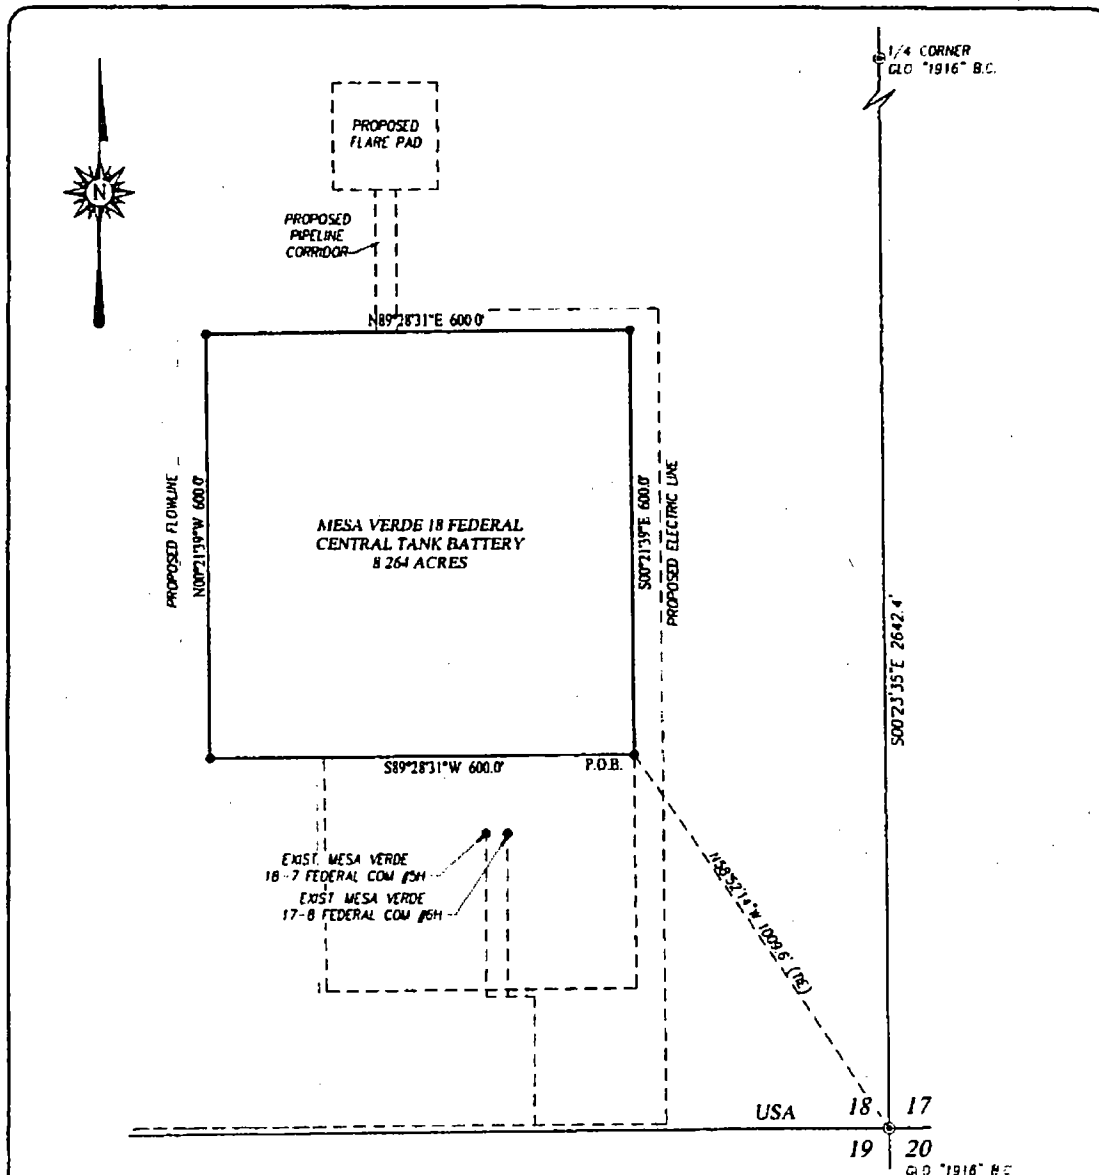 1/4 CORNER
GLO "1916" B.C.
PROPOSED
FLARE PAD
N
PROPOSED
PIPELINE
CORRIDOR
N89°28'31"E 600.0'
PROPOSED FLOWLINE
N00°21'39"W 600.0'
MESA VERDE 18 FEDERAL
CENTRAL TANK BATTERY
8.264 ACRES
S00°21'39"E 600.0'
PROPOSED ELECTRIC LINE
S00°23'35"E 2642.4'
S89°28'31"W 600.0'
P.O.B.
EXIST. MESA VERDE
18-7 FEDERAL COM #5H
EXIST. MESA VERDE
17-8 FEDERAL COM #6H
1009.6' (TIE)
USA
18
17
19
20
GLO "1916" B.C.